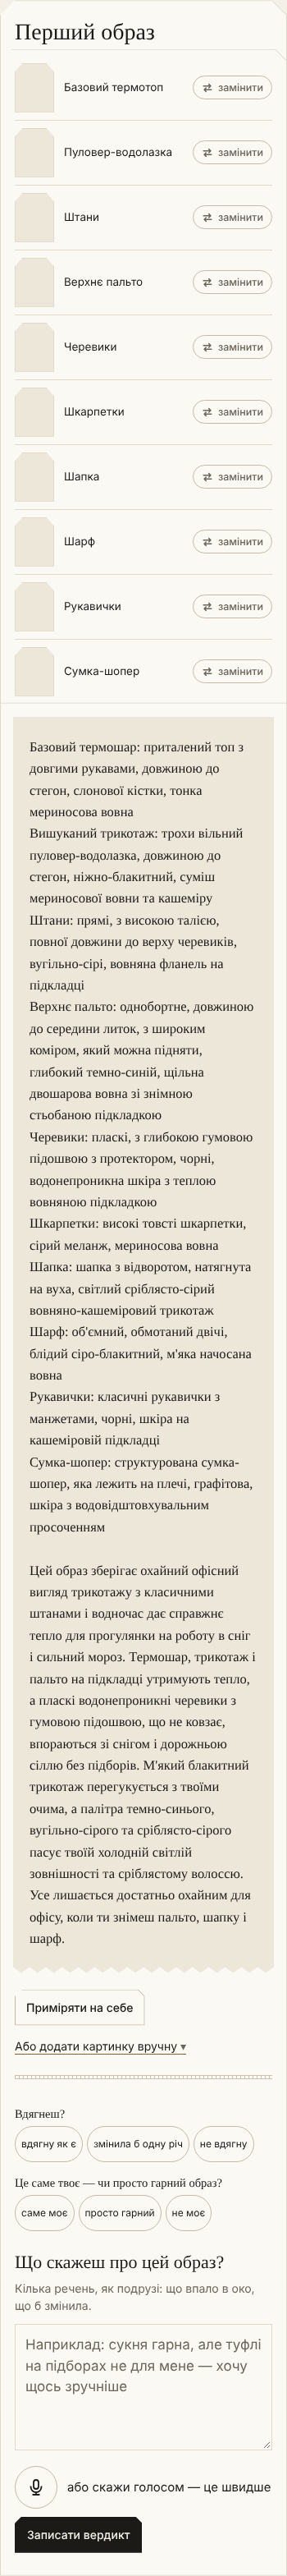 Перший образ
Базовий термотоп
⇄ замінити
Пуловер-водолазка
⇄ замінити
Штани
⇄ замінити
Верхнє пальто
⇄ замінити
Черевики
⇄ замінити
Шкарпетки
⇄ замінити
Шапка
⇄ замінити
Шарф
⇄ замінити
Рукавички
⇄ замінити
Сумка-шопер
⇄ замінити
Базовий термошар: приталений топ з
довгими рукавами, довжиною до
стегон, слонової кістки, тонка
мериносова вовна
Вишуканий трикотаж: трохи вільний
пуловер-водолазка, довжиною до
стегон, ніжно-блакитний, суміш
мериносової вовни та кашеміру
Штани: прямі, з високою талією,
повної довжини до верху черевиків,
вугільно-сірі, вовняна фланель на
підкладці
Верхнє пальто: однобортне, довжиною
до середини литок, з широким
коміром, який можна підняти,
глибокий темно-синій, щільна
двошарова вовна зі знімною
стьобаною підкладкою
Черевики: пласкі, з глибокою гумовою
підошвою з протектором, чорні,
водонепроникна шкіра з теплою
вовняною підкладкою
Шкарпетки: високі товсті шкарпетки,
сірий меланж, мериносова вовна
Шапка: шапка з відворотом, натягнута
на вуха, світлий сріблясто-сірий
вовняно-кашеміровий трикотаж
Шарф: об'ємний, обмотаний двічі,
блідий сіро-блакитний, м'яка начосана
вовна
Рукавички: класичні рукавички з
манжетами, чорні, шкіра на
кашеміровій підкладці
Сумка-шопер: структурована сумка-
шопер, яка лежить на плечі, графітова,
шкіра з водовідштовхувальним
просоченням
Цей образ зберігає охайний офісний
вигляд трикотажу з класичними
штанами і водночас дає справжнє
тепло для прогулянки на роботу в сніг
і сильний мороз. Термошар, трикотаж і
пальто на підкладці утримують тепло,
а пласкі водонепроникні черевики з
гумовою підошвою, що не ковзає,
впораються зі снігом і дорожньою
сіллю без підборів. М'який блакитний
трикотаж перегукується з твоїми
очима, а палітра темно-синього,
вугільно-сірого та сріблясто-сірого
пасує твоїй холодній світлій
зовнішності та сріблястому волоссю.
Усе лишається достатньо охайним для
офісу, коли ти знімеш пальто, шапку і
шарф.
Приміряти на себе
Або додати картинку вручну ▾
Вдягнеш?
вдягну як є
змінила б одну річ
не вдягну
Це саме твоє — чи просто гарний образ?
саме моє
просто гарний
не моє
Що скажеш про цей образ?
Кілька речень, як подрузі: що впало в око,
що б змінила.
Наприклад: сукня гарна, але туфлі
на підборах не для мене — хочу
щось зручніше
або скажи голосом — це швидше
Записати вердикт